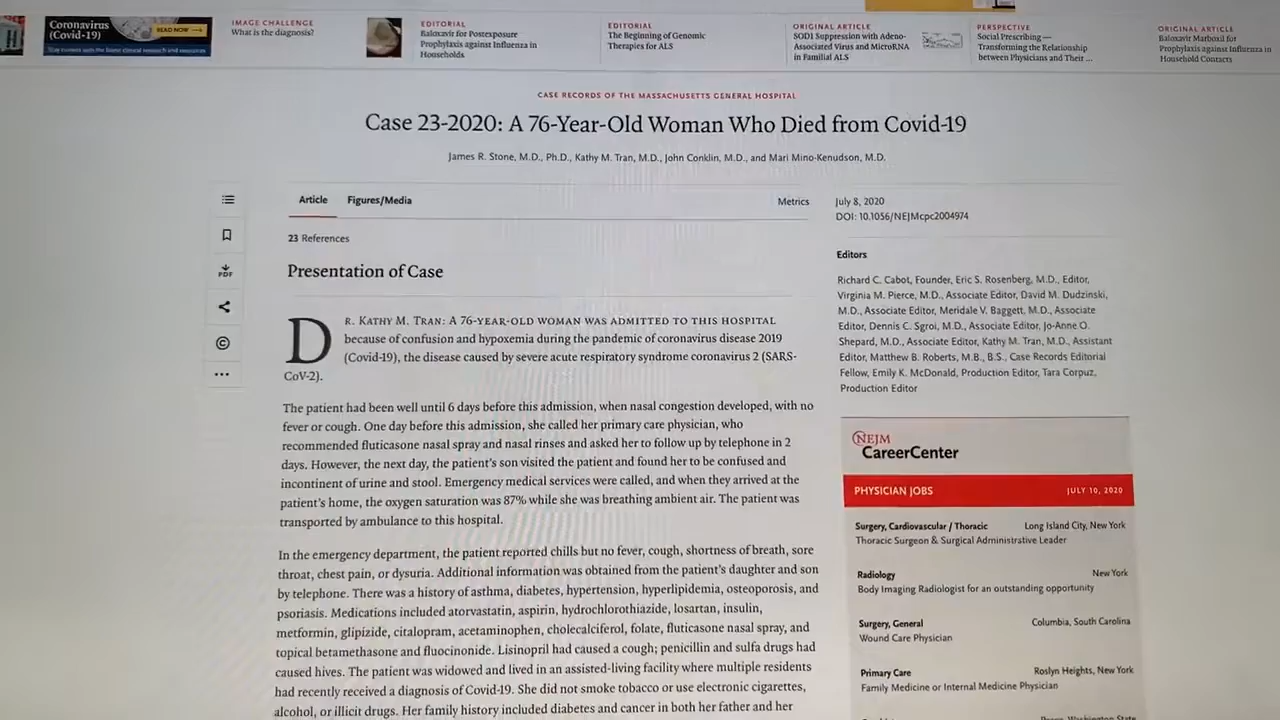 Coronavirus
(Covid-19)
READ NOW
IMAGE CHALLENGE
What is the diagnosis?
EDITORIAL
Baloxavir for Postexposure
Prophylaxis against Influenza in
Households
EDITORIAL
The Beginning of Genomic
Therapies for ALS
ORIGINAL ARTICLE
SOD1 Suppression with Adeno-
Associated Virus and MicroRNA
in Familial ALS
PERSPECTIVE
Social Prescribing —
Transforming the Relationship
between Physicians and Their ...
ORIGINAL ARTICLE
Baloxavir Marboxil for
Prophylaxis against Influenza in
Household Contacts
CASE RECORDS OF THE MASSACHUSETTS GENERAL HOSPITAL
Case 23-2020: A 76-Year-Old Woman Who Died from Covid-19
James R. Stone, M.D., Ph.D., Kathy M. Tran, M.D., John Conklin, M.D., and Mari Mino-Kenudson, M.D.
Article Figures/Media Metrics
PDF
23 References
Presentation of Case
DR. KATHY M. TRAN: A 76-YEAR-OLD WOMAN WAS ADMITTED TO THIS HOSPITAL
because of confusion and hypoxemia during the pandemic of coronavirus disease 2019
(Covid-19), the disease caused by severe acute respiratory syndrome coronavirus 2 (SARS-
CoV-2).
The patient had been well until 6 days before this admission, when nasal congestion developed, with no
fever or cough. One day before this admission, she called her primary care physician, who
recommended fluticasone nasal spray and nasal rinses and asked her to follow up by telephone in 2
days. However, the next day, the patient's son visited the patient and found her to be confused and
incontinent of urine and stool. Emergency medical services were called, and when they arrived at the
patient's home, the oxygen saturation was 87% while she was breathing ambient air. The patient was
transported by ambulance to this hospital.
In the emergency department, the patient reported chills but no fever, cough, shortness of breath, sore
throat, chest pain, or dysuria. Additional information was obtained from the patient's daughter and son
by telephone. There was a history of asthma, diabetes, hypertension, hyperlipidemia, osteoporosis, and
psoriasis. Medications included atorvastatin, aspirin, hydrochlorothiazide, losartan, insulin,
metformin, glipizide, citalopram, acetaminophen, cholecalciferol, folate, fluticasone nasal spray, and
topical betamethasone and fluocinonide. Lisinopril had caused a cough; penicillin and sulfa drugs had
caused hives. The patient was widowed and lived in an assisted-living facility where multiple residents
had recently received a diagnosis of Covid-19. She did not smoke tobacco or use electronic cigarettes,
alcohol, or illicit drugs. Her family history included diabetes and cancer in both her father and her
July 8, 2020
DOI: 10.1056/NEJMcpc2004974
Editors
Richard C. Cabot, Founder, Eric S. Rosenberg, M.D., Editor,
Virginia M. Pierce, M.D., Associate Editor, David M. Dudzinski,
M.D., Associate Editor, Meridale V. Baggett, M.D., Associate
Editor, Dennis C. Sgroi, M.D., Associate Editor, Jo-Anne O.
Shepard, M.D., Associate Editor, Kathy M. Tran, M.D., Assistant
Editor, Matthew B. Roberts, M.B., B.S., Case Records Editorial
Fellow, Emily K. McDonald, Production Editor, Tara Corpuz,
Production Editor
NEJM
CareerCenter
PHYSICIAN JOBS JULY 10, 2020
Surgery, Cardiovascular / Thoracic Long Island City, New York
Thoracic Surgeon & Surgical Administrative Leader
Radiology New York
Body Imaging Radiologist for an outstanding opportunity
Surgery, General Columbia, South Carolina
Wound Care Physician
Primary Care Roslyn Heights, New York
Family Medicine or Internal Medicine Physician